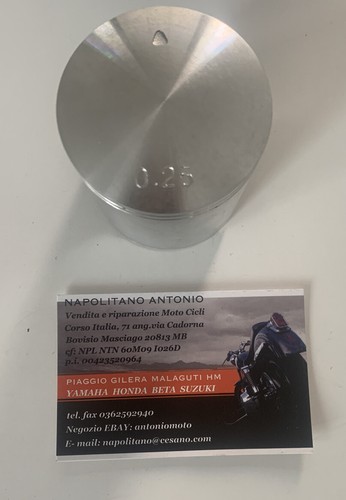 0.25
NAPOLITANO ANTONIO
Vendita e riparazione Moto Cicli
Corso Italia, 71 ang.via Cadorna
Bovisio Masciago 20813 MB
cf: NPL NTN 60M09 I026D
p.i. 00423520964
PIAGGIO GILERA MALAGUTI HM
YAMAHA HONDA BETA SUZUKI
tel. fax 0362592940
Negozio EBAY: antoniomoto
E- mail: napolitano@cesano.com